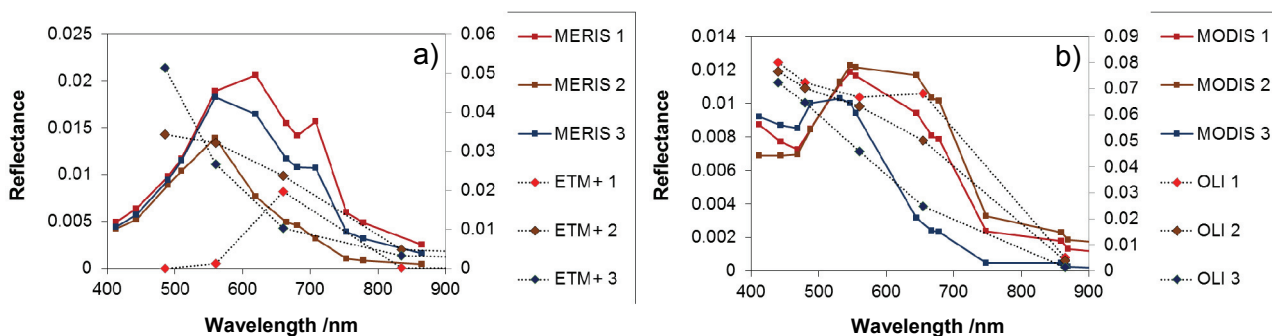 a)
Reflectance
0.025
0.02
0.015
0.01
0.005
0
0.06
0.05
0.04
0.03
0.02
0.01
0
400 500 600 700 800 900
Wavelength /nm
MERIS 1
MERIS 2
MERIS 3
ETM+ 1
ETM+ 2
ETM+ 3
b)
Reflectance
0.014
0.012
0.01
0.008
0.006
0.004
0.002
0
0.09
0.08
0.07
0.06
0.05
0.04
0.03
0.02
0.01
0
400 500 600 700 800 900
Wavelength /nm
MODIS 1
MODIS 2
MODIS 3
OLI 1
OLI 2
OLI 3